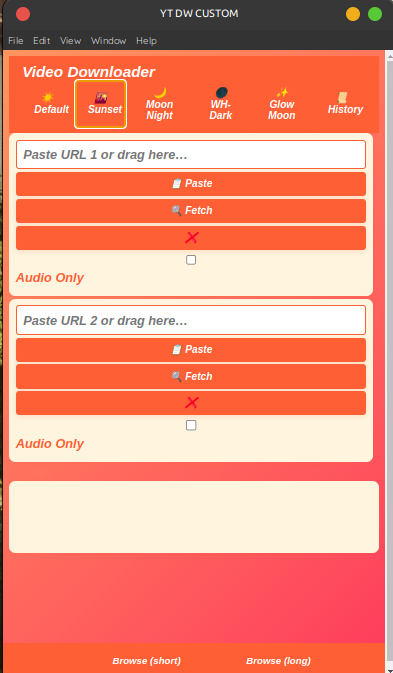 YT DW CUSTOM
File Edit View Window Help
Video Downloader
☀️ Default
🌇 Sunset
🌙 Moon
Night
🌑 WH-
Dark
✨ Glow
Moon
📜 History
Paste URL 1 or drag here…
📋 Paste
🔍 Fetch
❌
Audio Only
Paste URL 2 or drag here…
📋 Paste
🔍 Fetch
❌
Audio Only
Browse (short) Browse (long)